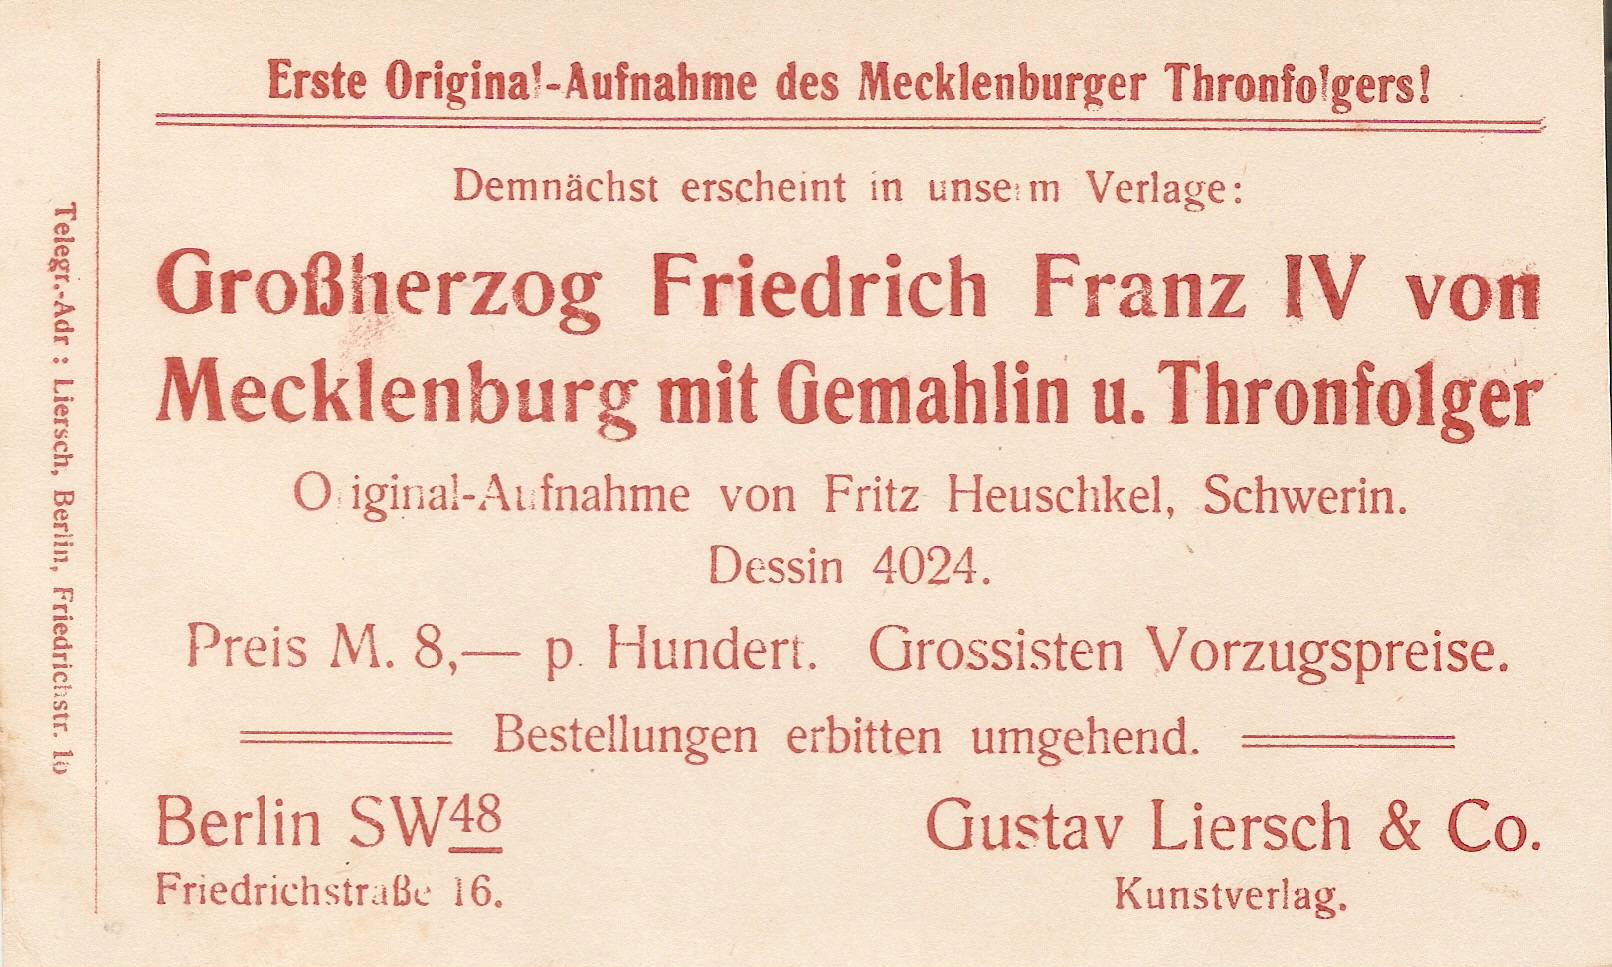 Erste Original-Aufnahme des Mecklenburger Thronfolgers!
Demnächst erscheint in unserm Verlage:
Großherzog Friedrich Franz IV von
Mecklenburg mit Gemahlin u. Thronfolger
Original-Aufnahme von Fritz Heuschkel, Schwerin.
Dessin 4024.
Preis M. 8,— p. Hundert. Grossisten Vorzugspreise.
Bestellungen erbitten umgehend.
Berlin SW48
Friedrichstraße 16.
Gustav Liersch & Co.
Kunstverlag.
Telegr.-Adr: Liersch, Berlin, Friedrichstr. 16